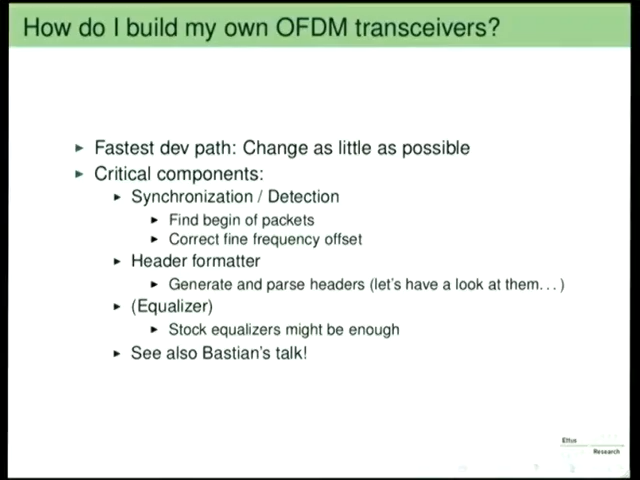 How do I build my own OFDM transceivers?
Fastest dev path: Change as little as possible
Critical components:
Synchronization / Detection
Find begin of packets
Correct fine frequency offset
Header formatter
Generate and parse headers (let's have a look at them...)
(Equalizer)
Stock equalizers might be enough
See also Bastian's talk!
Ettus
Research